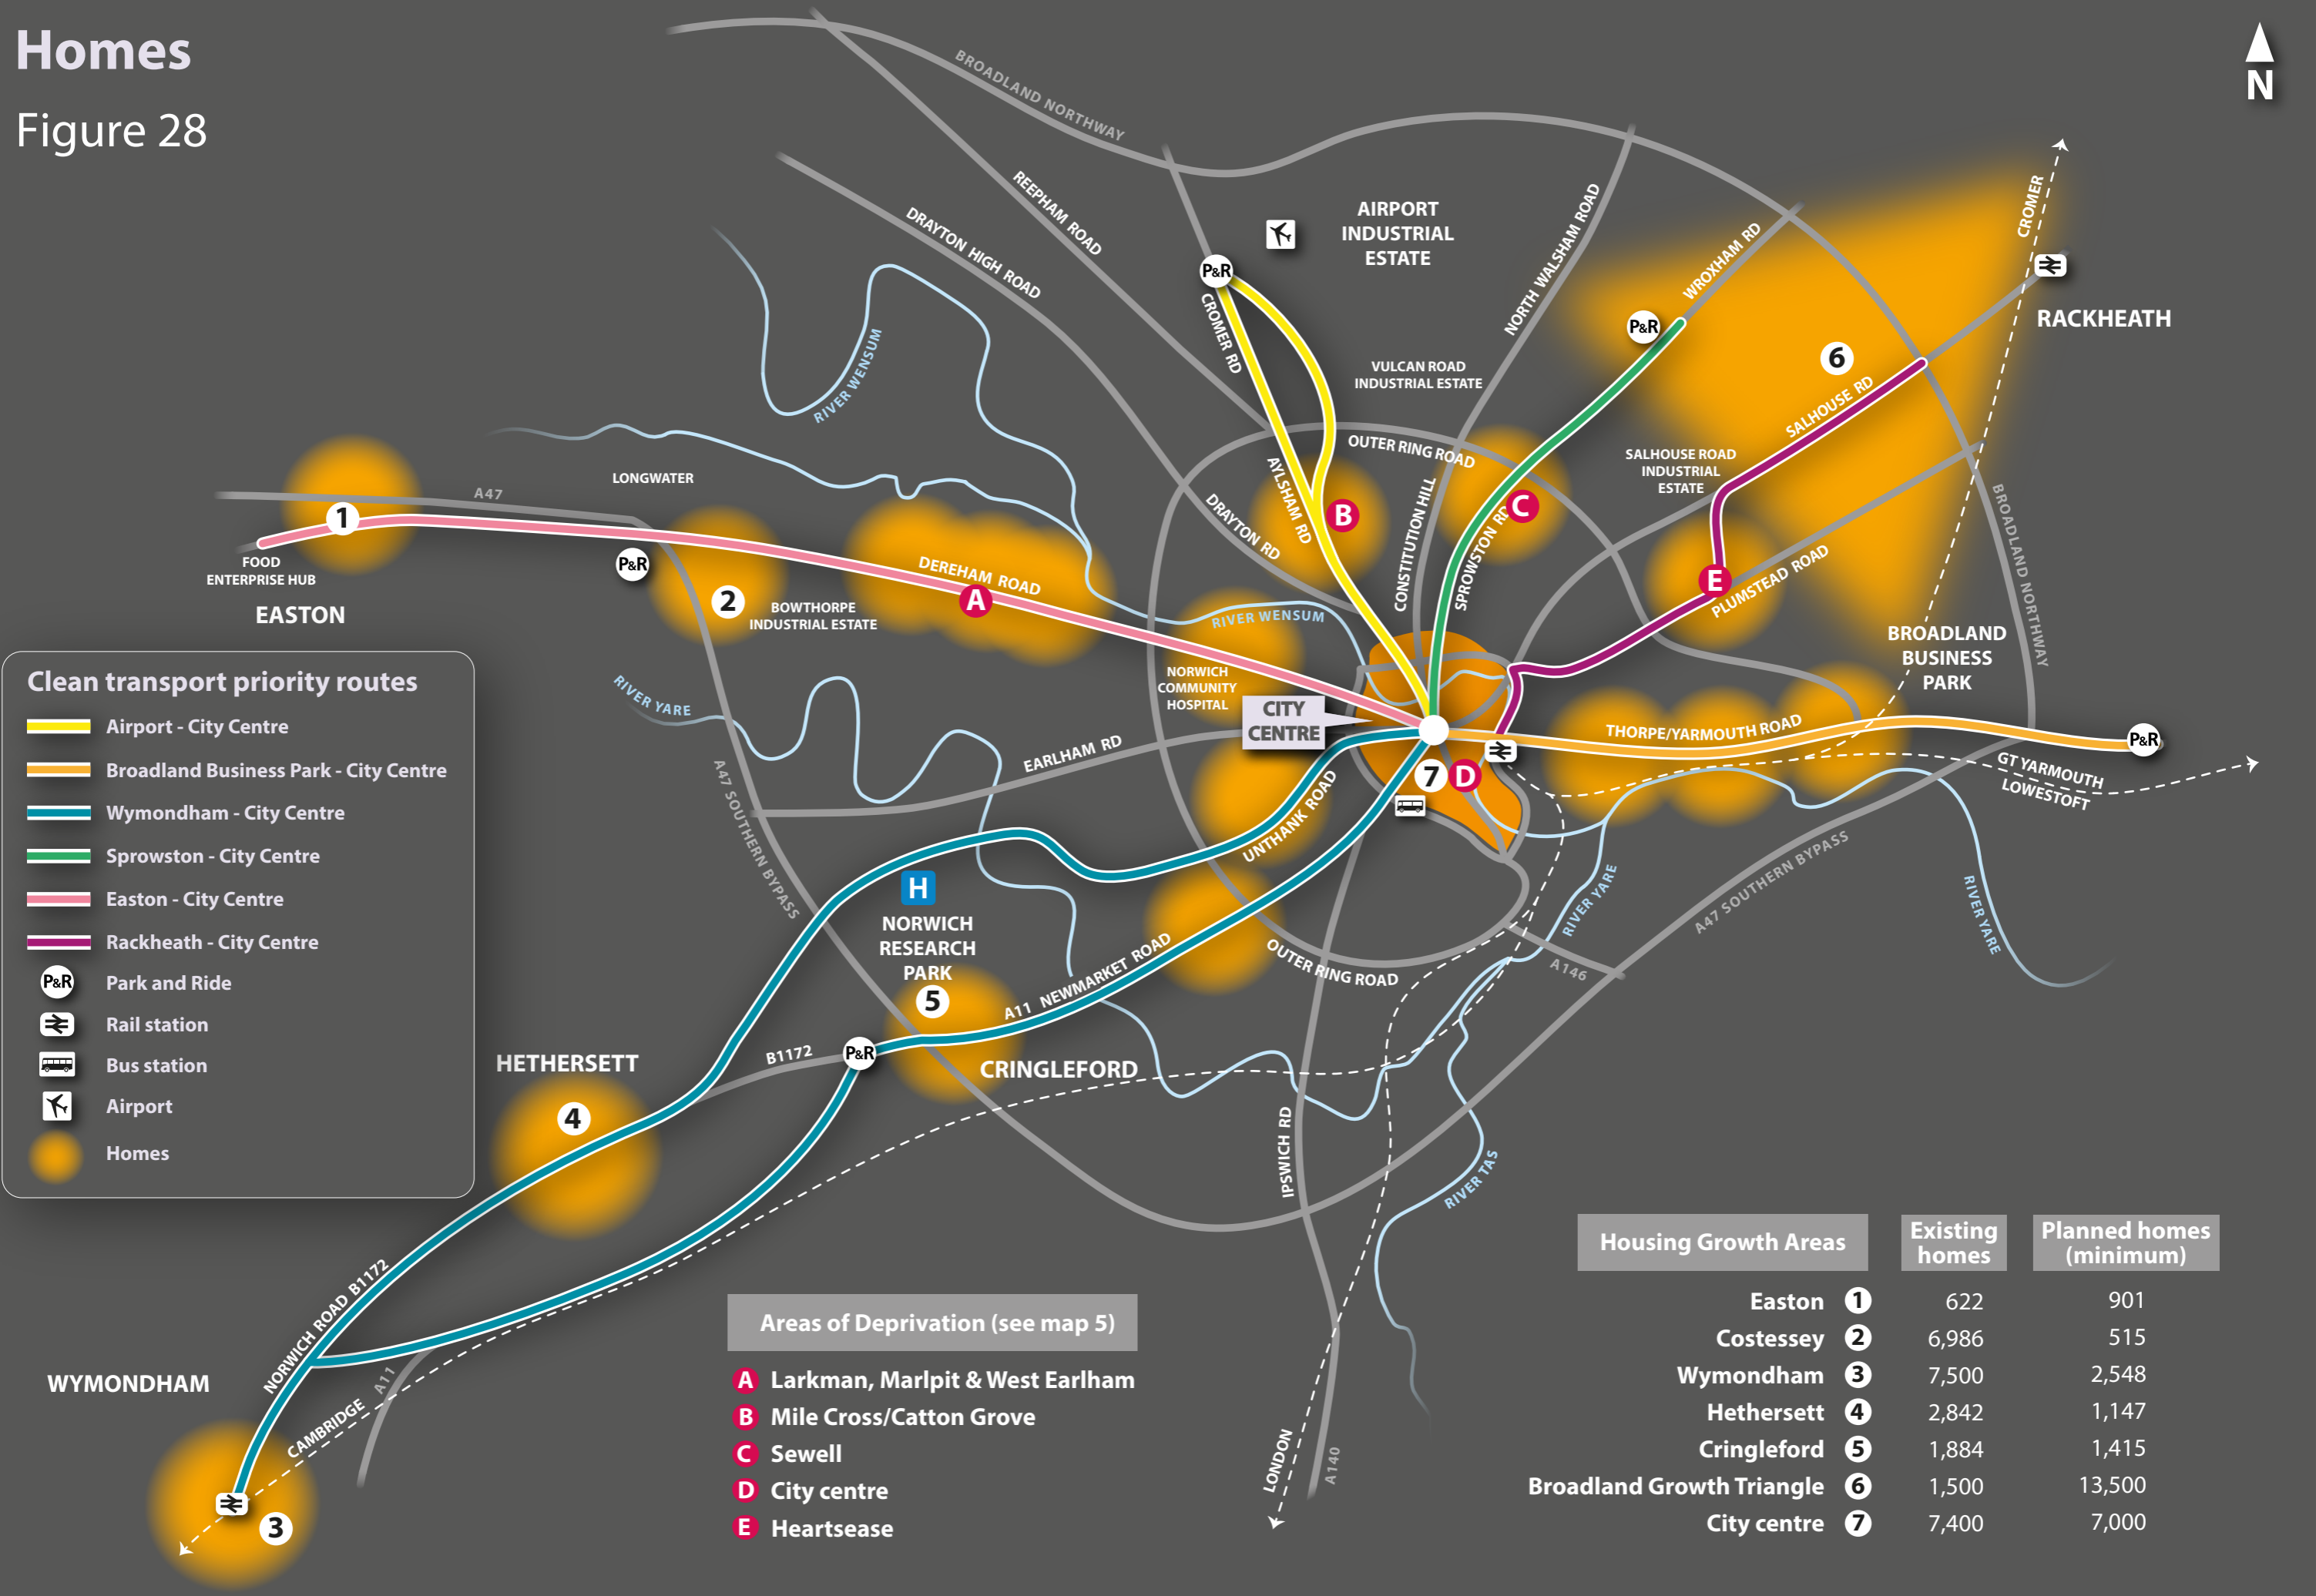 Homes
Figure 28
N
BROADLAND NORTHWAY
REEPHAM ROAD
DRAYTON HIGH ROAD
AIRPORT
INDUSTRIAL
ESTATE
P&R
CROMER RD
NORTH WALSHAM ROAD
WROXHAM RD
P&R
CROMER
RACKHEATH
6
SALHOUSE RD
VULCAN ROAD
INDUSTRIAL ESTATE
RIVER WENSUM
OUTER RING ROAD
SALHOUSE ROAD
INDUSTRIAL
ESTATE
LONGWATER
A47
1
FOOD
ENTERPRISE HUB
EASTON
P&R
2
BOWTHORPE
INDUSTRIAL ESTATE
DEREHAM ROAD
A
AYLSHAM RD
B
DRAYTON RD
CONSTITUTION HILL
SPROWSTON RD
C
E
PLUMSTEAD ROAD
BROADLAND NORTHWAY
RIVER WENSUM
BROADLAND
BUSINESS
PARK
NORWICH
COMMUNITY
HOSPITAL
CITY
CENTRE
RIVER YARE
EARLHAM RD
THORPE/YARMOUTH ROAD
P&R
GT YARMOUTH
LOWESTOFT
7
D
UNTHANK ROAD
A47 SOUTHERN BYPASS
H
NORWICH
RESEARCH
PARK
5
A11 NEWMARKET ROAD
OUTER RING ROAD
RIVER YARE
A146
A47 SOUTHERN BYPASS
RIVER YARE
HETHERSETT
4
B1172
P&R
CRINGLEFORD
IPSWICH RD
RIVER TAS
NORWICH ROAD B1172
WYMONDHAM
A11
CAMBRIDGE
3
LONDON
A140
Clean transport priority routes
Airport - City Centre
Broadland Business Park - City Centre
Wymondham - City Centre
Sprowston - City Centre
Easton - City Centre
Rackheath - City Centre
P&R Park and Ride
Rail station
Bus station
Airport
Homes
Areas of Deprivation (see map 5)
A Larkman, Marlpit & West Earlham
B Mile Cross/Catton Grove
C Sewell
D City centre
E Heartsease
Housing Growth Areas Existing homes Planned homes (minimum)
Easton 1 622 901
Costessey 2 6,986 515
Wymondham 3 7,500 2,548
Hethersett 4 2,842 1,147
Cringleford 5 1,884 1,415
Broadland Growth Triangle 6 1,500 13,500
City centre 7 7,400 7,000